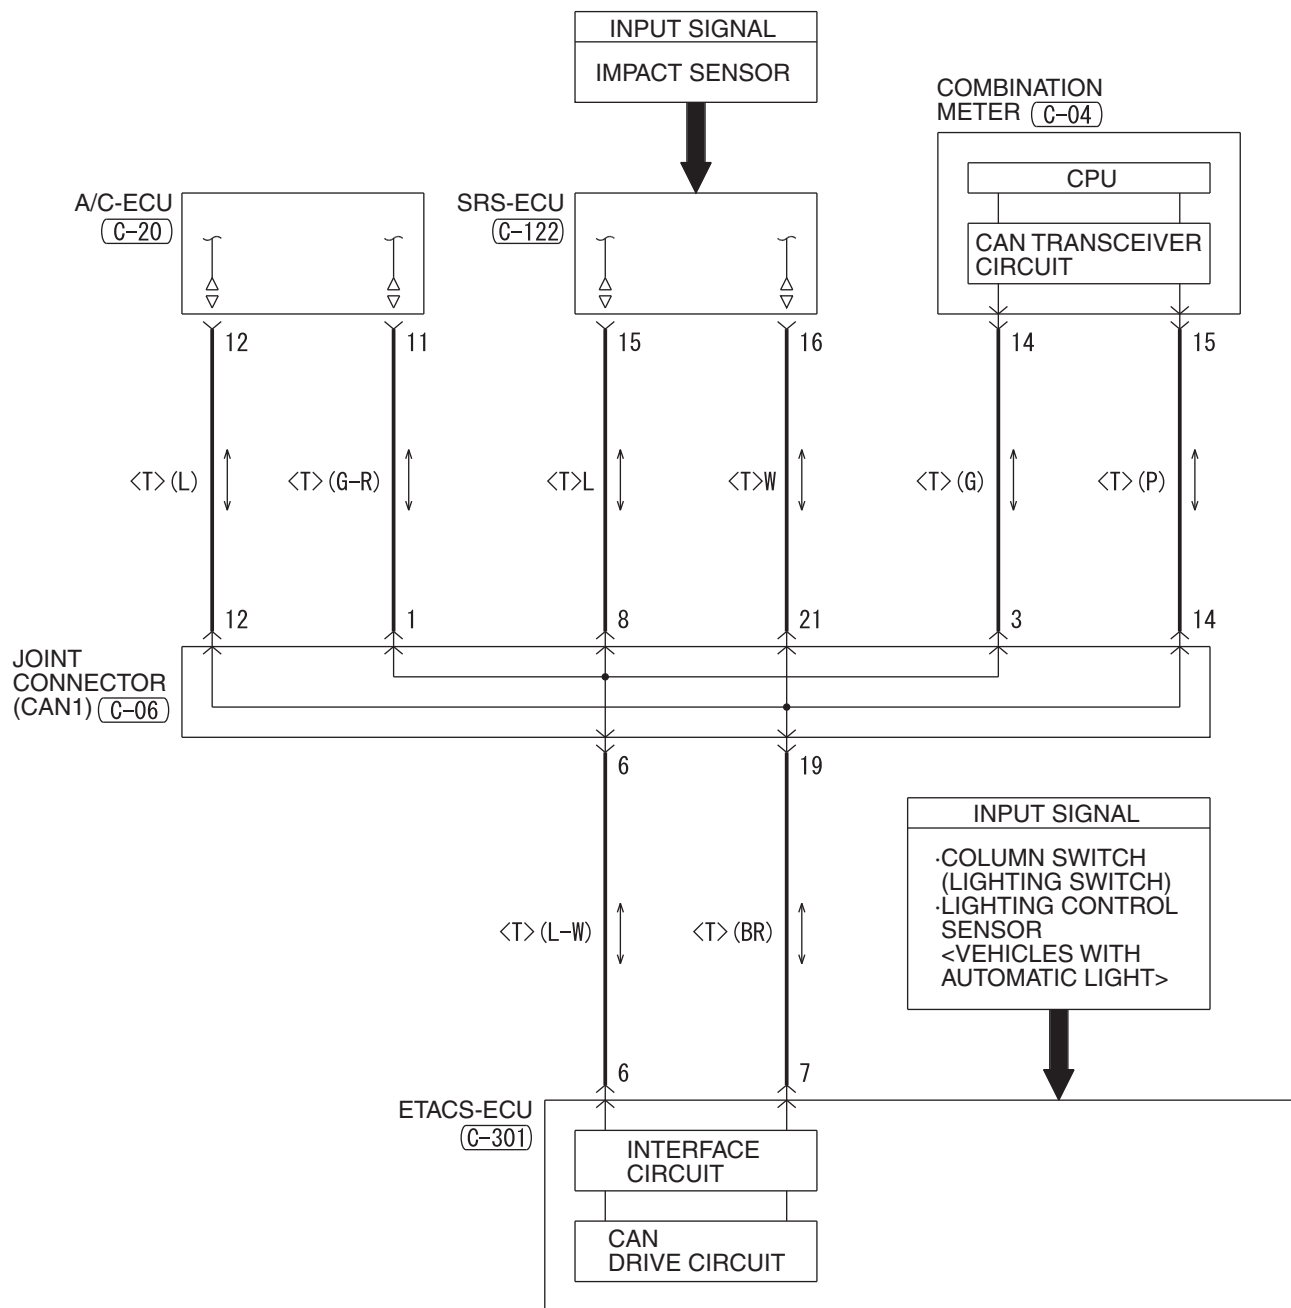 INPUT SIGNAL
IMPACT SENSOR
COMBINATION
METER C-04
CPU
CAN TRANSCEIVER
CIRCUIT
A/C-ECU
C-20
SRS-ECU
C-122
12 11 15 16 14 15
<T>(L) <T>(G-R) <T>L <T>W <T>(G) <T>(P)
12 1 8 21 3 14
JOINT
CONNECTOR
(CAN1) C-06
6 19
INPUT SIGNAL
·COLUMN SWITCH
(LIGHTING SWITCH)
·LIGHTING CONTROL
SENSOR
<VEHICLES WITH
AUTOMATIC LIGHT>
<T>(L-W) <T>(BR)
6 7
ETACS-ECU
C-301
INTERFACE
CIRCUIT
CAN
DRIVE CIRCUIT